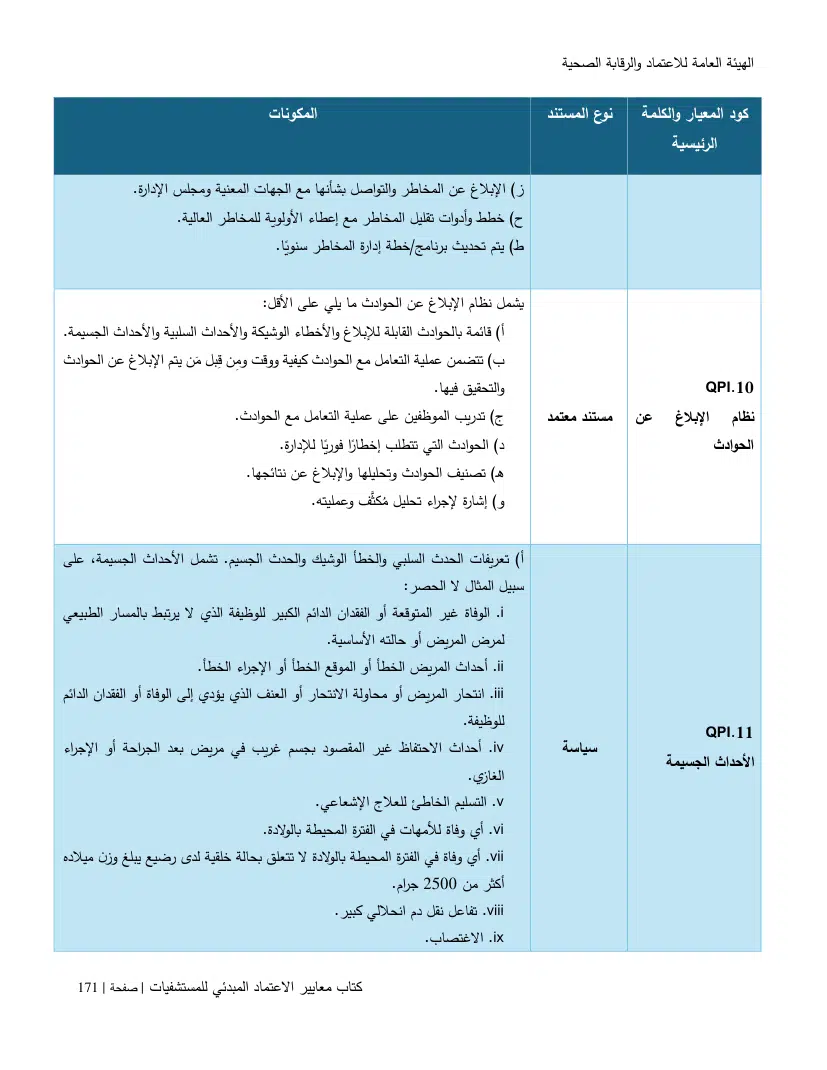 الهيئة العامة للاعتماد والرقابة الصحية
كود المعيار والكلمة الرئيسية
نوع المستند
المكونات
ز) الإبلاغ عن المخاطر والتواصل بشأنها مع الجهات المعنية ومجلس الإدارة.
ح) خطط وأدوات تقليل المخاطر مع إعطاء الأولوية للمخاطر العالية.
ط) يتم تحديث برنامج/خطة إدارة المخاطر سنويًا.
QPI.10
نظام الإبلاغ عن
الحوادث
مستند معتمد
يشمل نظام الإبلاغ عن الحوادث ما يلي على الأقل:
أ) قائمة بالحوادث القابلة للإبلاغ والأخطاء الوشيكة والأحداث السلبية والأحداث الجسيمة.
ب) تتضمن عملية التعامل مع الحوادث كيفية ووقت ومِن قِبل مَن يتم الإبلاغ عن الحوادث
والتحقيق فيها.
ج) تدريب الموظفين على عملية التعامل مع الحوادث.
د) الحوادث التي تتطلب إخطارًا فوريًا للإدارة.
ه) تصنيف الحوادث وتحليلها والإبلاغ عن نتائجها.
و) إشارة لإجراء تحليل مُكثَّف وعمليته.
QPI.11
الأحداث الجسيمة
سياسة
أ) تعريفات الحدث السلبي والخطأ الوشيك والحدث الجسيم. تشمل الأحداث الجسيمة، على
سبيل المثال لا الحصر:
i. الوفاة غير المتوقعة أو الفقدان الدائم الكبير للوظيفة الذي لا يرتبط بالمسار الطبيعي
لمرض المريض أو حالته الأساسية.
ii. أحداث المريض الخطأ أو الموقع الخطأ أو الإجراء الخطأ.
iii. انتحار المريض أو محاولة الانتحار أو العنف الذي يؤدي إلى الوفاة أو الفقدان الدائم
للوظيفة.
iv. أحداث الاحتفاظ غير المقصود بجسم غريب في مريض بعد الجراحة أو الإجراء
الغازي.
v. التسليم الخاطئ للعلاج الإشعاعي.
vi. أي وفاة للأمهات في الفترة المحيطة بالولادة.
vii. أي وفاة في الفترة المحيطة بالولادة لا تتعلق بحالة خلقية لدى رضيع يبلغ وزن ميلاده
أكثر من 2500 جرام.
viii. تفاعل نقل دم انحلالي كبير.
ix. الاغتصاب.
كتاب معايير الاعتماد المبدئي للمستشفيات | صفحة | 171